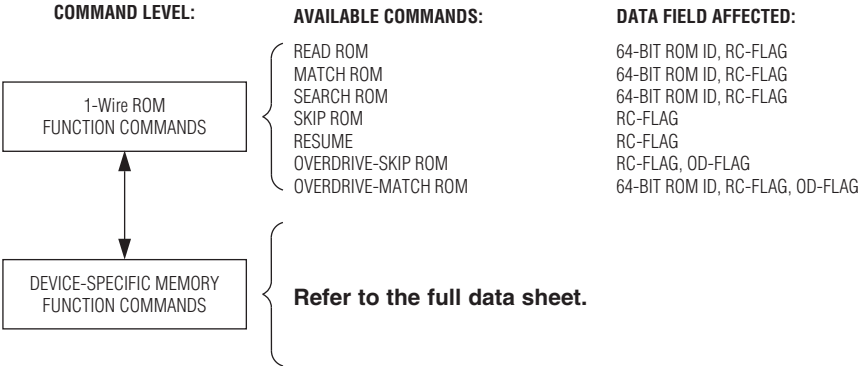 COMMAND LEVEL: AVAILABLE COMMANDS: DATA FIELD AFFECTED:
1-Wire ROM
FUNCTION COMMANDS
READ ROM 64-BIT ROM ID, RC-FLAG
MATCH ROM 64-BIT ROM ID, RC-FLAG
SEARCH ROM 64-BIT ROM ID, RC-FLAG
SKIP ROM RC-FLAG
RESUME RC-FLAG
OVERDRIVE-SKIP ROM RC-FLAG, OD-FLAG
OVERDRIVE-MATCH ROM 64-BIT ROM ID, RC-FLAG, OD-FLAG
DEVICE-SPECIFIC MEMORY
FUNCTION COMMANDS
Refer to the full data sheet.